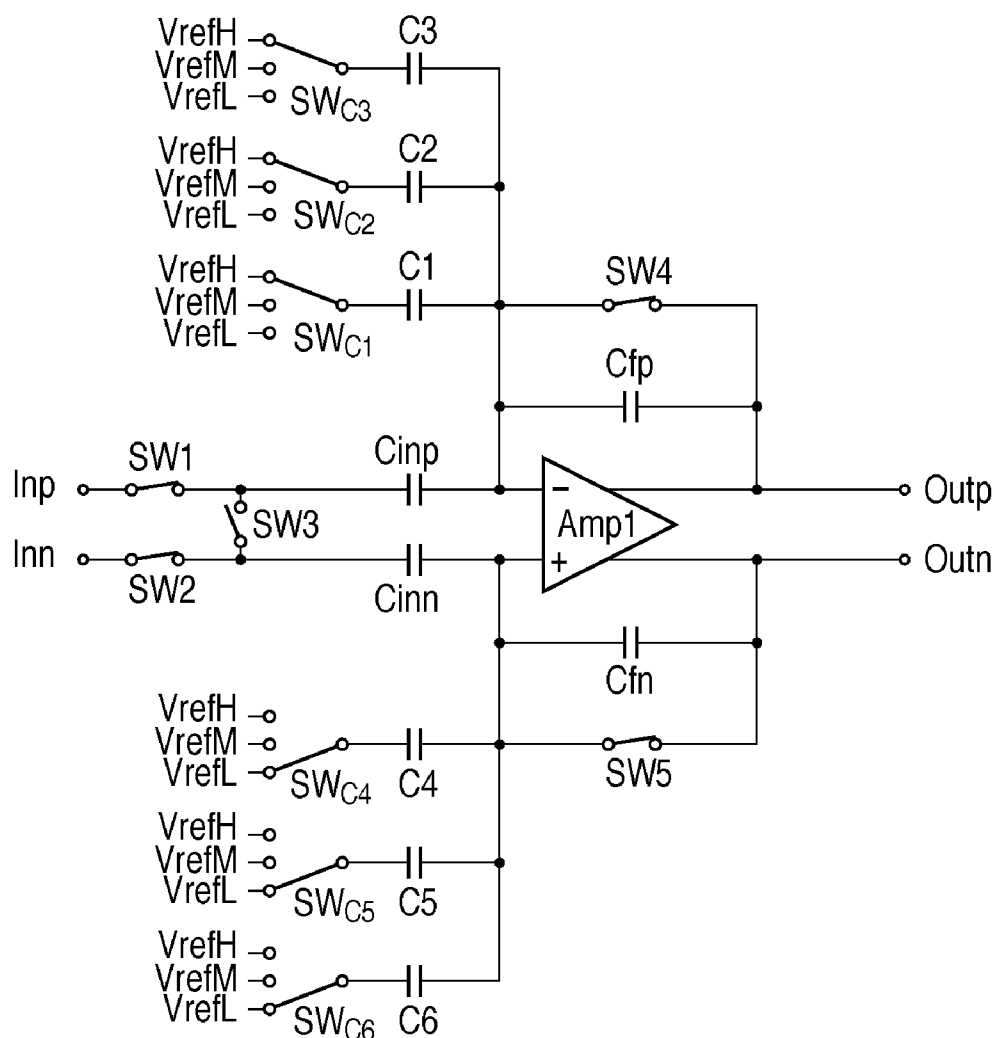 C3
VrefH
VrefM
VrefL
SWC3
C2
VrefH
VrefM
VrefL
SWC2
C1
VrefH
VrefM
VrefL
SWC1
SW4
Cfp
Cinp
SW1
Inp
SW3
−
Amp1
Outp
Inn
SW2
+
Outn
Cinn
Cfn
VrefH
VrefM
VrefL
SWC4
C4
SW5
VrefH
VrefM
VrefL
SWC5
C5
VrefH
VrefM
VrefL
SWC6
C6